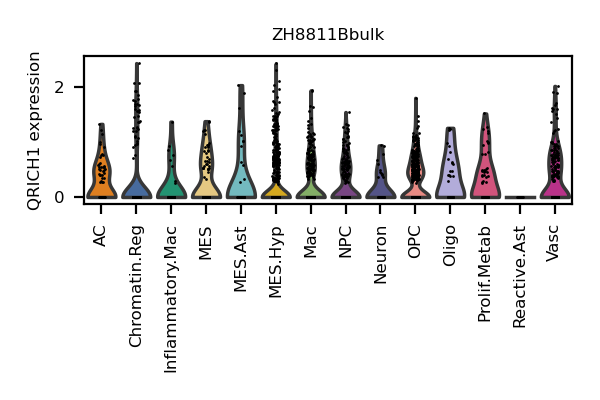 ZH8811Bbulk
QRICH1 expression
2
0
AC
Chromatin.Reg
Inflammatory.Mac
MES
MES.Ast
MES.Hyp
Mac
NPC
Neuron
OPC
Oligo
Prolif.Metab
Reactive.Ast
Vasc